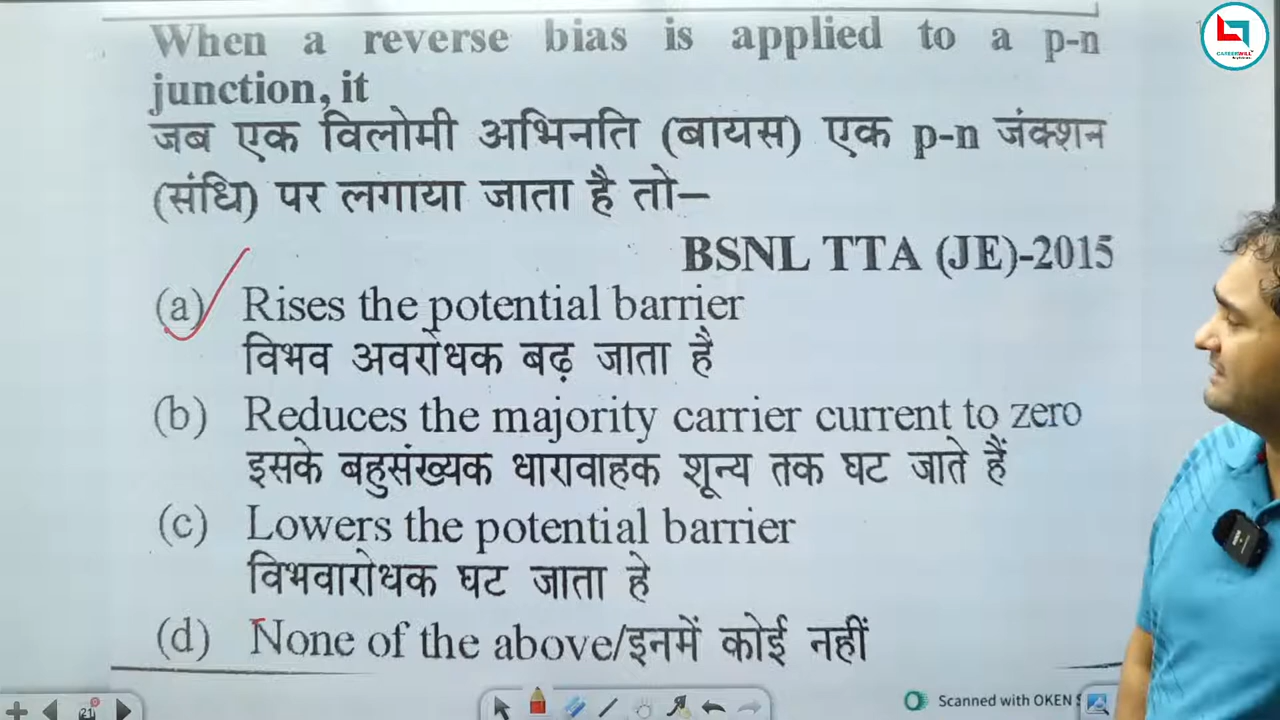 When a reverse bias is applied to a p-n
junction, it
जब एक विलोमी अभिनति (बायस) एक p-n जंक्शन
(संधि) पर लगाया जाता है तो–
BSNL TTA (JE)-2015
(a) Rises the potential barrier
विभव अवरोधक बढ़ जाता है
(b) Reduces the majority carrier current to zero
इसके बहुसंख्यक धारावाहक शून्य तक घट जाते हैं
(c) Lowers the potential barrier
विभवारोधक घट जाता हे
(d) None of the above/इनमें कोई नहीं
21
Scanned with OKEN S
CAREERWILL